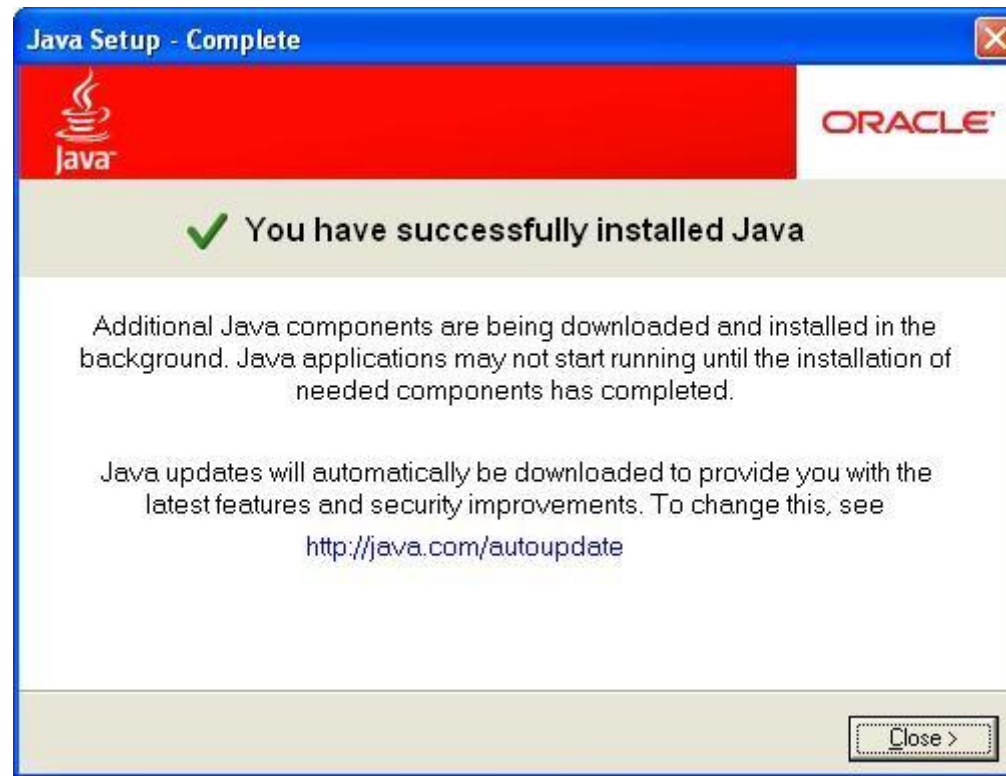 Java Setup - Complete
Java™
ORACLE®
You have successfully installed Java
Additional Java components are being downloaded and installed in the
background. Java applications may not start running until the installation of
needed components has completed.
Java updates will automatically be downloaded to provide you with the
latest features and security improvements. To change this, see
http://java.com/autoupdate
Close >